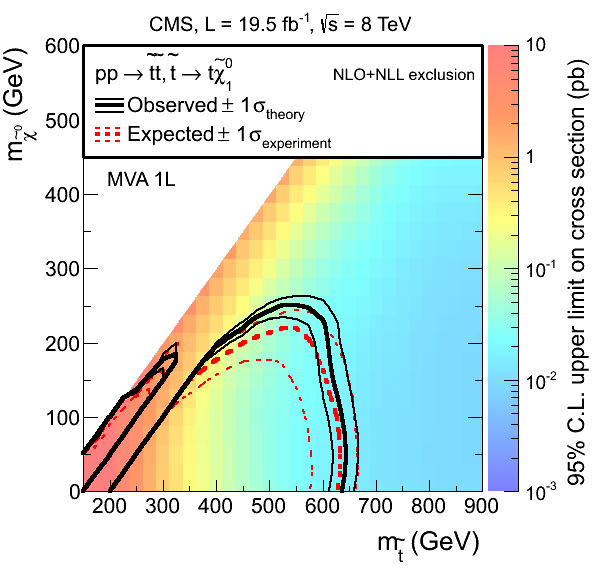 CMS, L = 19.5 fb⁻¹, √s = 8 TeV
pp → t̃t̃, t̃ → tχ̃₁⁰
NLO+NLL exclusion
Observed ± 1σ_theory
Expected ± 1σ_experiment
MVA 1L
m_χ̃⁰ (GeV)
600
500
400
300
200
100
0
200 300 400 500 600 700 800 900
m_t̃ (GeV)
10
1
10⁻¹
10⁻²
10⁻³
95% C.L. upper limit on cross section (pb)